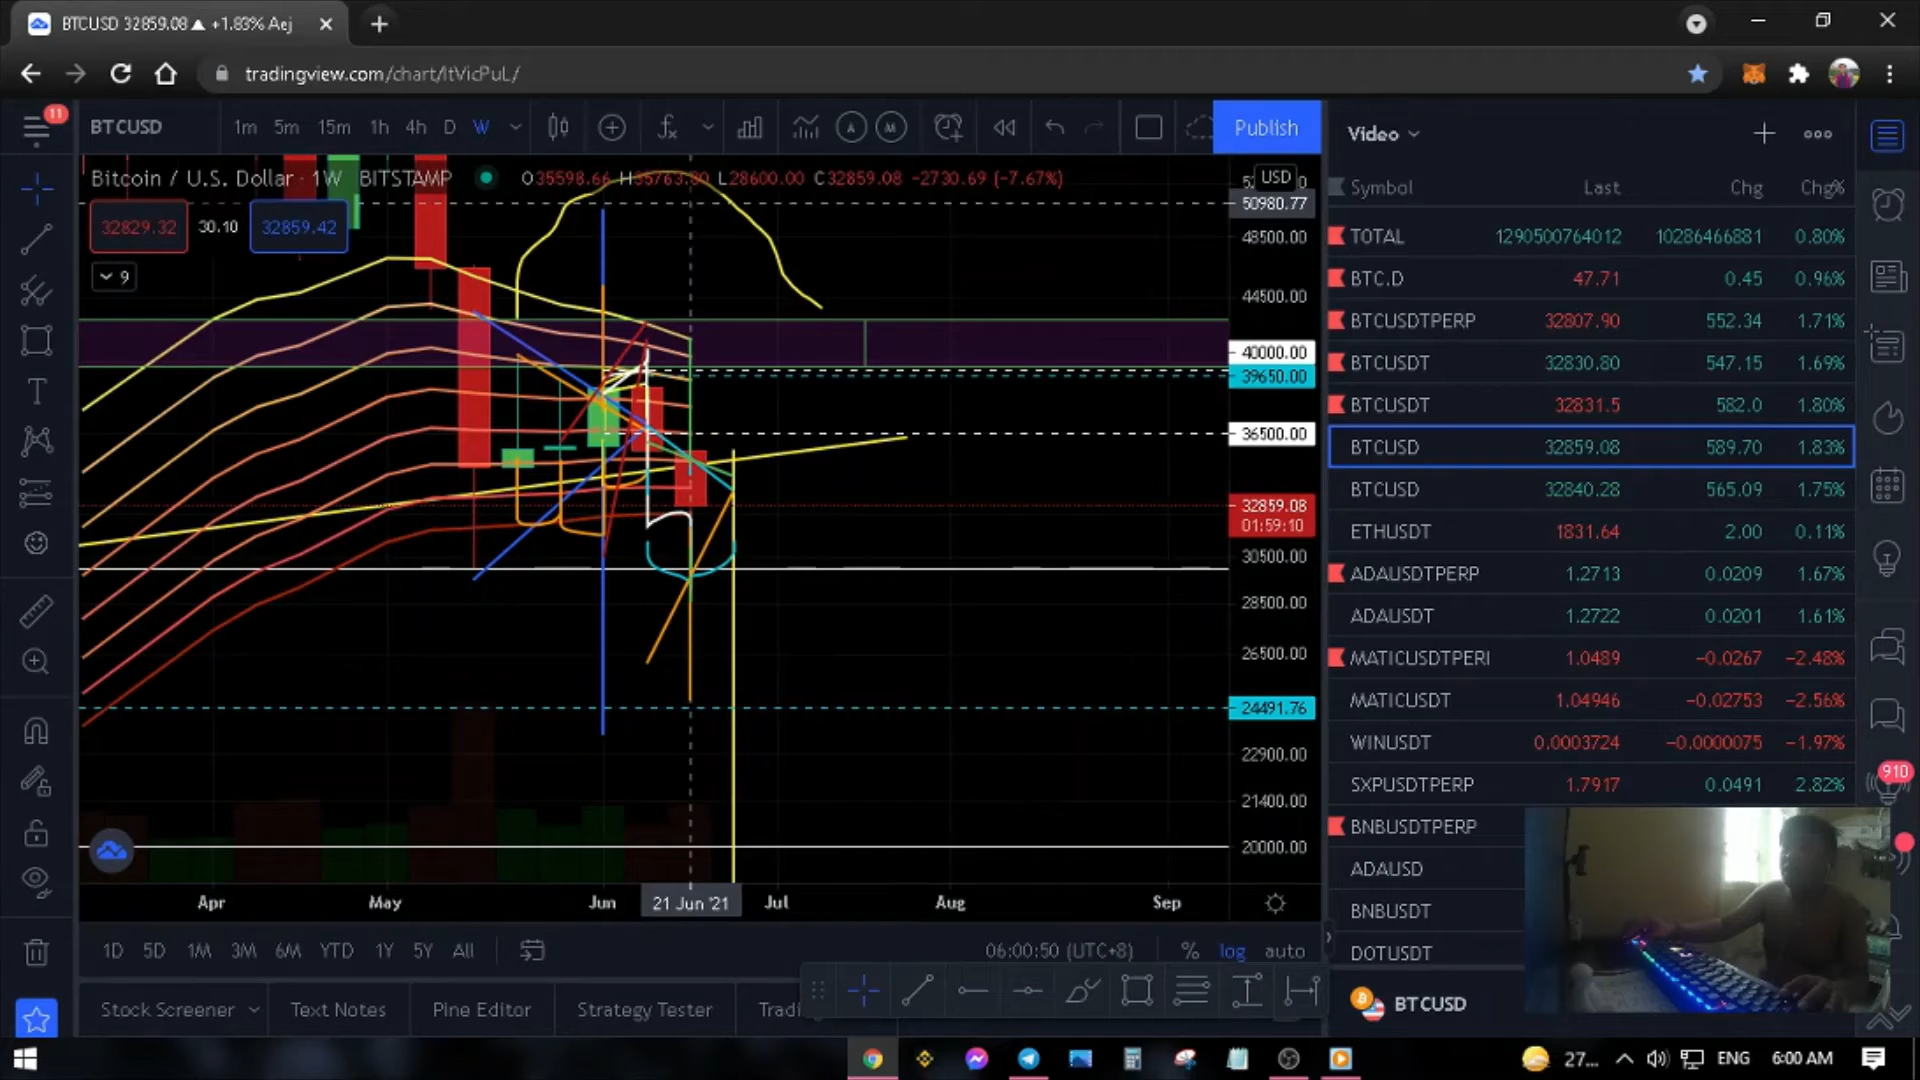 BTCUSD 32859.08 ▲ +1.83% Aej
tradingview.com/chart/ItVicPuL/
11
BTCUSD 1m 5m 15m 1h 4h D W A M Publish
Bitcoin / U.S. Dollar · 1W BITSTAMP O35598.66 H35763.80 L28600.00 C32859.08 −2730.69 (−7.67%)
32829.32 30.10 32859.42
9
USD
50980.77
48500.00
44500.00
40000.00
39650.00
36500.00
32859.08
01:59:10
30500.00
28500.00
26500.00
24491.76
22900.00
21400.00
20000.00
Apr May Jun 21 Jun '21 Jul Aug Sep
1D 5D 1M 3M 6M YTD 1Y 5Y All 06:00:50 (UTC+8) % log auto
Stock Screener Text Notes Pine Editor Strategy Tester Tradi
Video
Symbol Last Chg Chg%
TOTAL 1290500764012 10286466881 0.80%
BTC.D 47.71 0.45 0.96%
BTCUSDTPERP 32807.90 552.34 1.71%
BTCUSDT 32830.80 547.15 1.69%
BTCUSDT 32831.5 582.0 1.80%
BTCUSD 32859.08 589.70 1.83%
BTCUSD 32840.28 565.09 1.75%
ETHUSDT 1831.64 2.00 0.11%
ADAUSDTPERP 1.2713 0.0209 1.67%
ADAUSDT 1.2722 0.0201 1.61%
MATICUSDTPERI 1.0489 −0.0267 −2.48%
MATICUSDT 1.04946 −0.02753 −2.56%
WINUSDT 0.0003724 −0.0000075 −1.97%
SXPUSDTPERP 1.7917 0.0491 2.82%
BNBUSDTPERP
ADAUSD
BNBUSDT
DOTUSDT
BTCUSD
910
27... ENG 6:00 AM